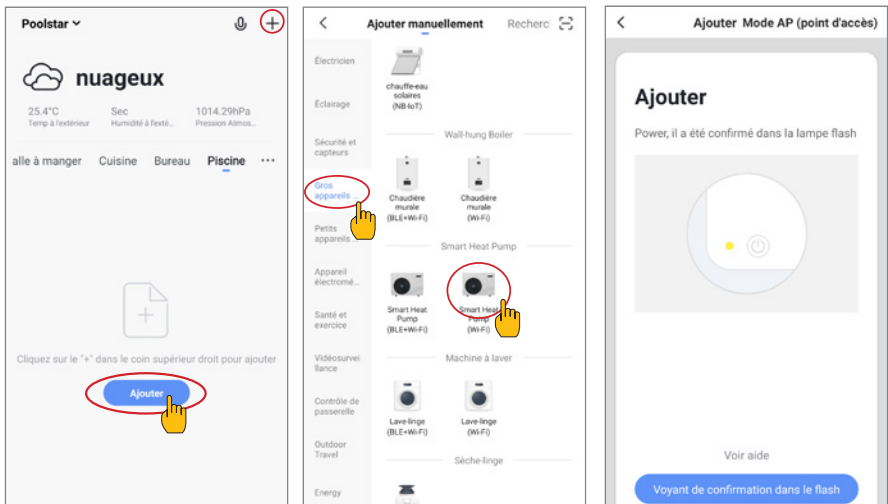 Poolstar
nuageux
25.4°C Sec 1014.29hPa
Temp à l'extérieur Humidité à l'exté... Pression Atmos...
alle à manger Cuisine Bureau Piscine ...
Cliquez sur le "+" dans le coin supérieur droit pour ajouter
Ajouter
Ajouter manuellement Recherc
Électricien
Éclairage
Sécurité et
capteurs
Gros
appareils ...
Petits
appareils ...
Appareil
électromé...
Santé et
exercice
Vidéosurvei
llance
Contrôle de
passerelle
Outdoor
Travel
Energy
chauffe-eau
solaires
(NB-IoT)
Wall-hung Boiler
Chaudière
murale
(BLE+Wi-Fi)
Chaudière
murale
(Wi-Fi)
Smart Heat Pump
Smart Heat
Pump
(BLE+Wi-Fi)
Smart Heat
Pump
(Wi-Fi)
Machine à laver
Lave-linge
(BLE+Wi-Fi)
Lave-linge
(Wi-Fi)
Sèche-linge
Ajouter Mode AP (point d'accès)
Ajouter
Power, il a été confirmé dans la lampe flash
Voir aide
Voyant de confirmation dans le flash